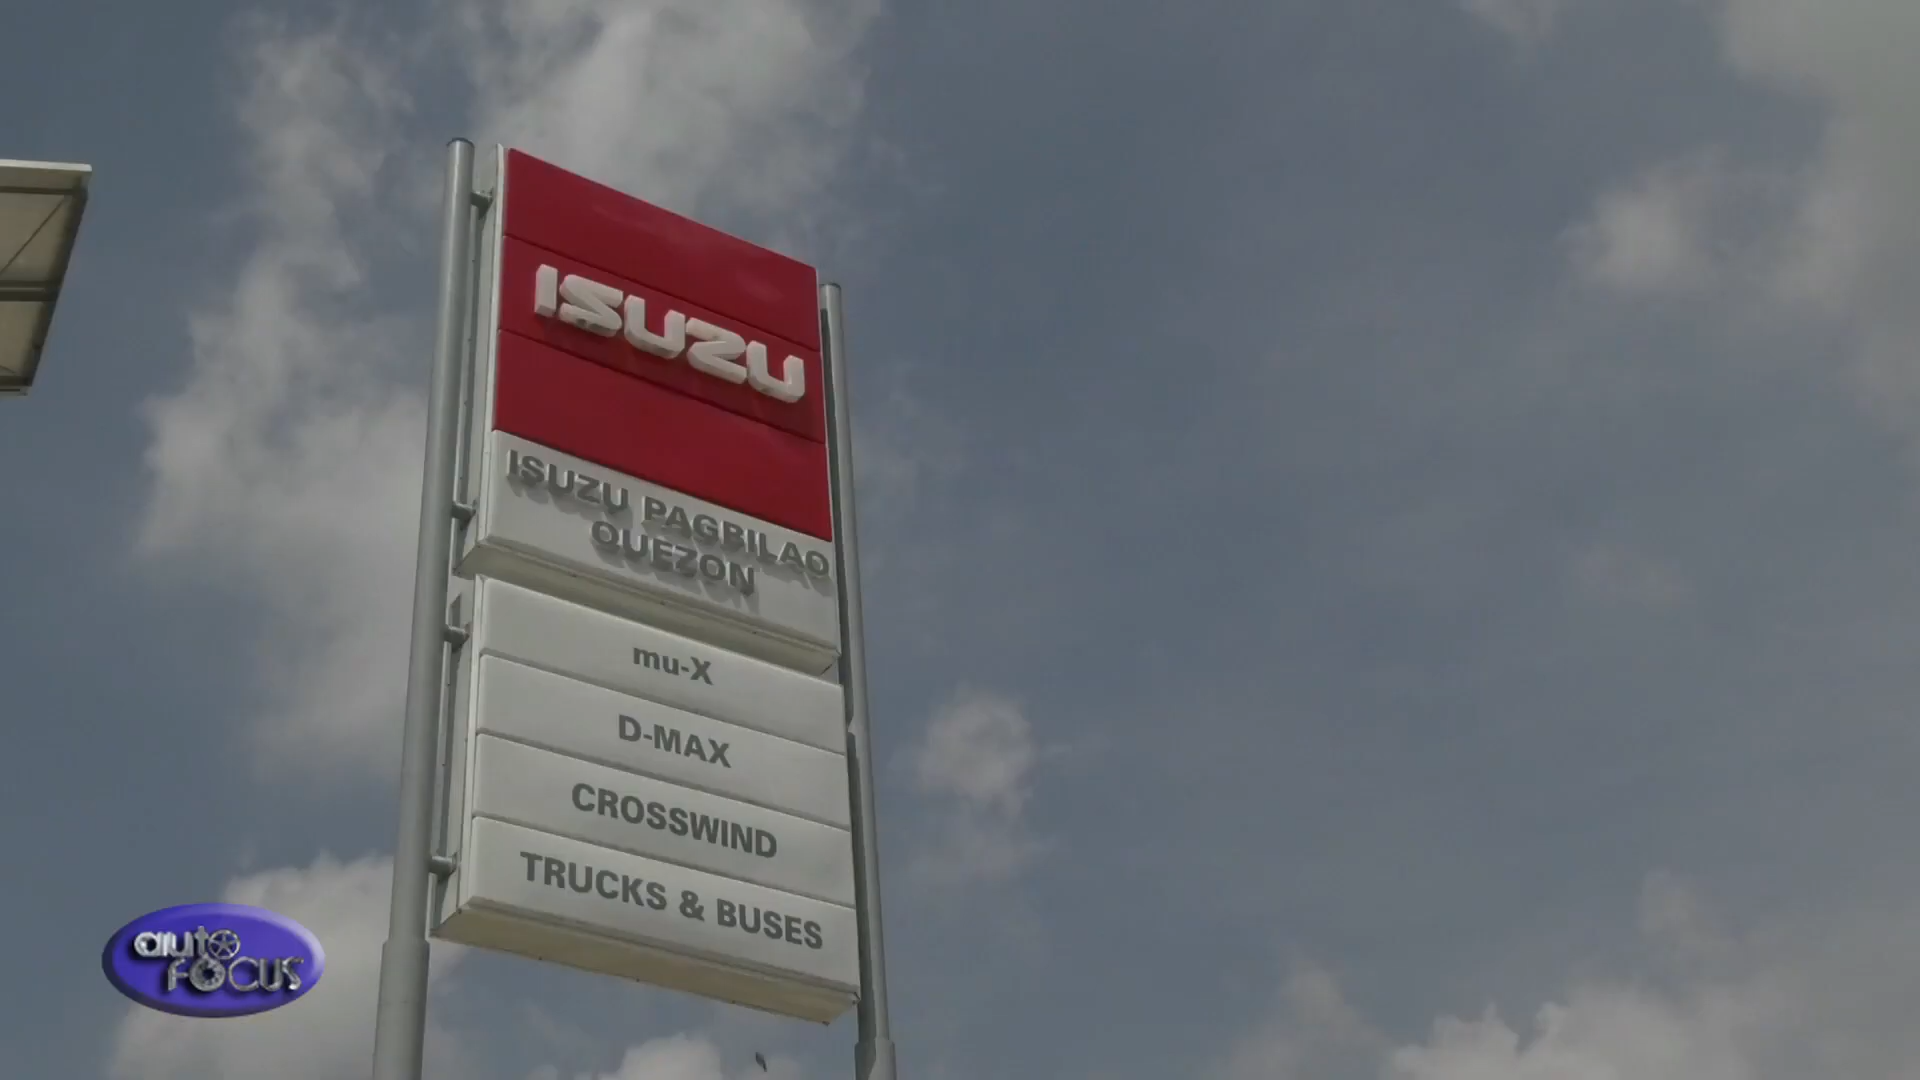 ISUZU
ISUZU PAGBILAO
QUEZON
mu-X
D-MAX
CROSSWIND
TRUCKS & BUSES
auto
FOCUS